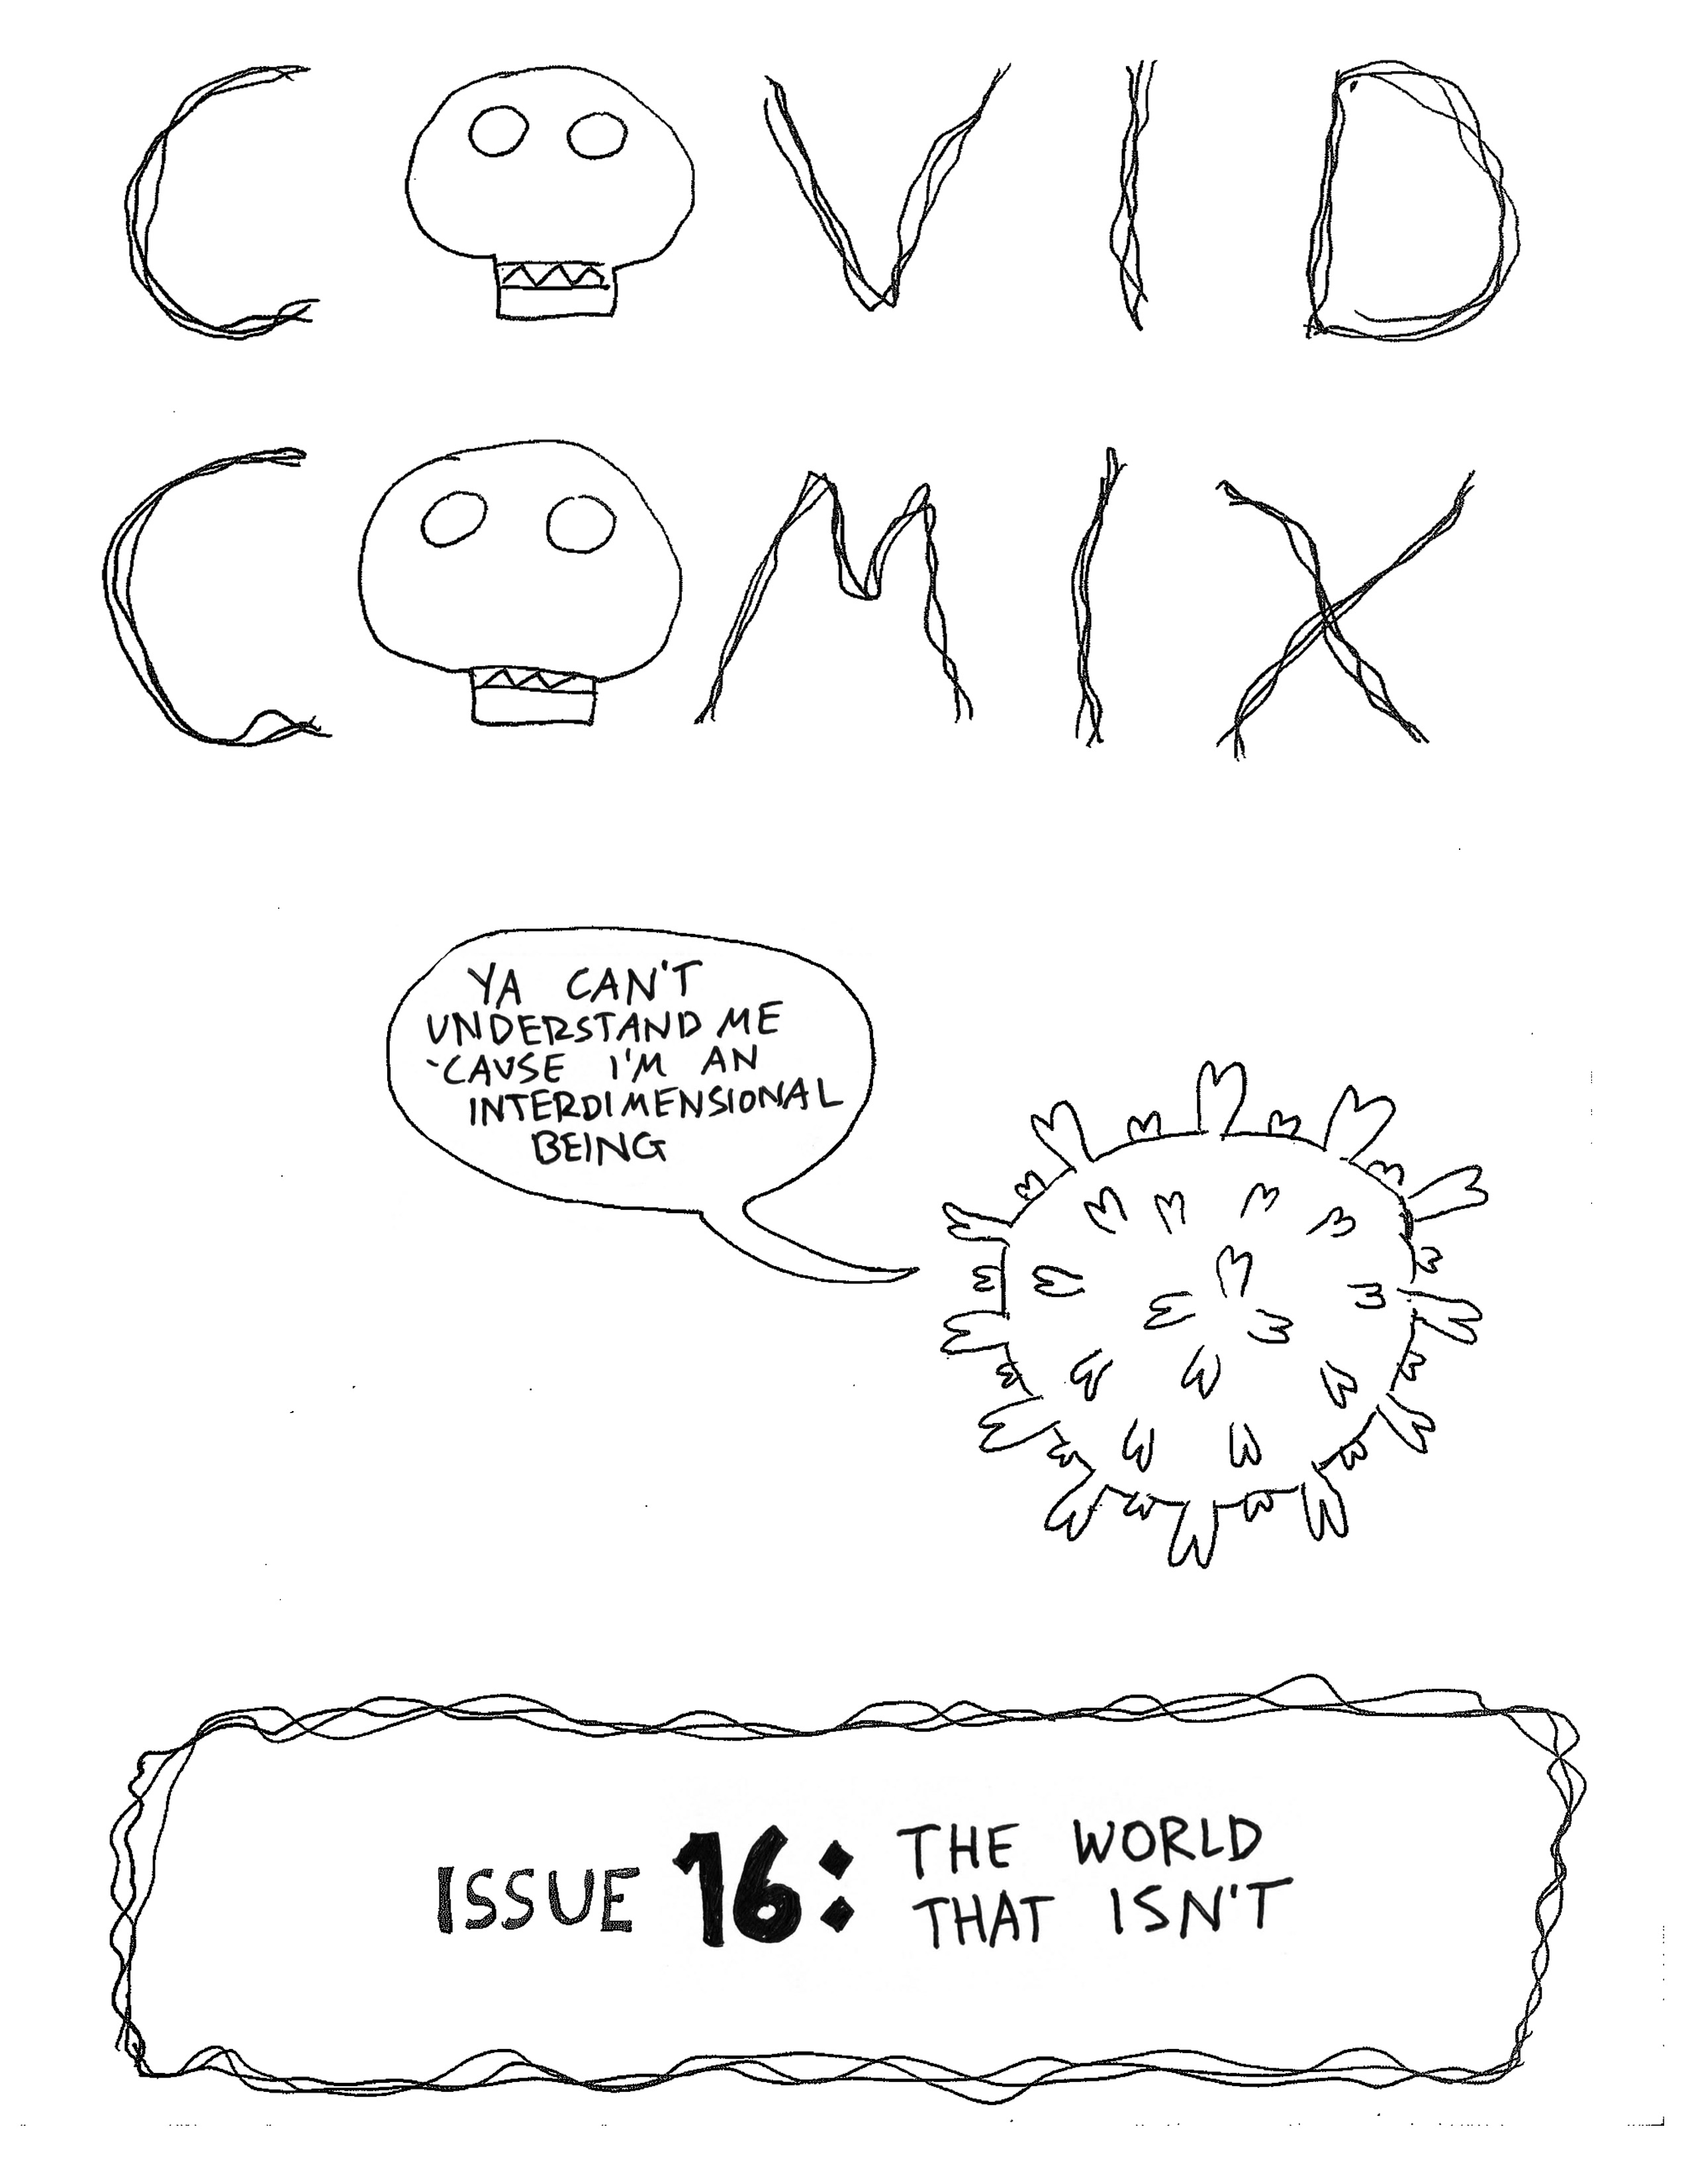 COVID
COMIX
YA CAN'T
UNDERSTAND ME
'CAUSE I'M AN
INTERDIMENSIONAL
BEING
ISSUE 16: THE WORLD
THAT ISN'T